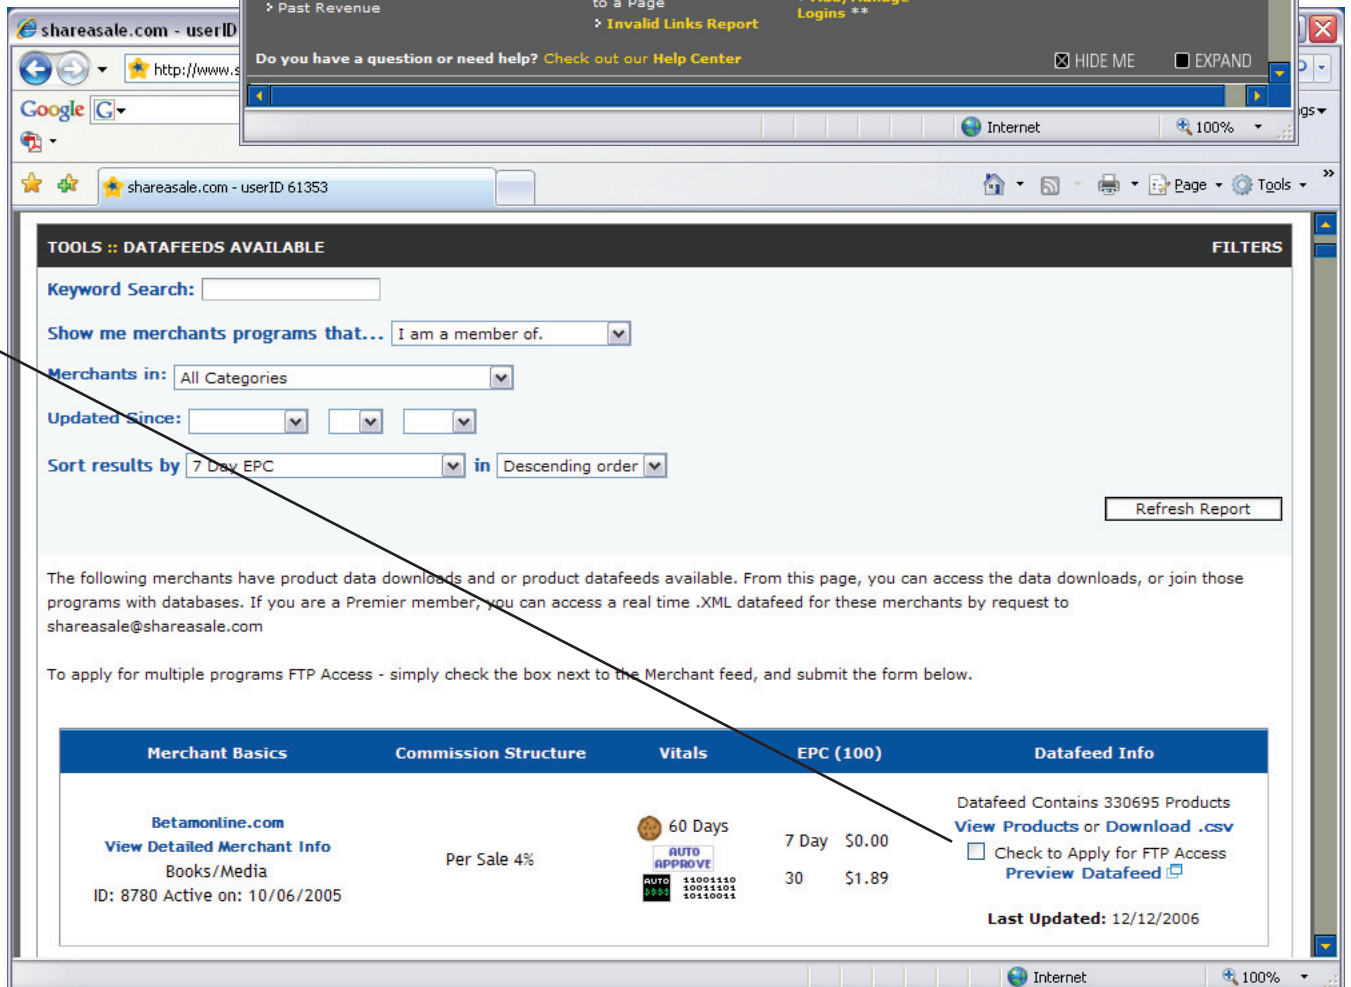 Past Revenue
to a Page
Invalid Links Report
Logins **
Do you have a question or need help? Check out our Help Center
HIDE ME
EXPAND
Internet
100%
shareasale.com - userID
http://www.s
Google
G
gs
shareasale.com - userID 61353
Page
Tools
»
TOOLS :: DATAFEEDS AVAILABLE
FILTERS
Keyword Search:
Show me merchants programs that... I am a member of.
Merchants in: All Categories
Updated Since:
Sort results by 7 Day EPC in Descending order
Refresh Report
The following merchants have product data downloads and or product datafeeds available. From this page, you can access the data downloads, or join those
programs with databases. If you are a Premier member, you can access a real time .XML datafeed for these merchants by request to
shareasale@shareasale.com
To apply for multiple programs FTP Access - simply check the box next to the Merchant feed, and submit the form below.
Merchant Basics Commission Structure Vitals EPC (100) Datafeed Info
Betamonline.com
View Detailed Merchant Info
Books/Media
ID: 8780 Active on: 10/06/2005
Per Sale 4%
60 Days
AUTO
APPROVE
AUTO
$$$$
11001110
10011101
10110011
7 Day $0.00
30 $1.89
Datafeed Contains 330695 Products
View Products or Download .csv
Check to Apply for FTP Access
Preview Datafeed
Last Updated: 12/12/2006
Internet
100%